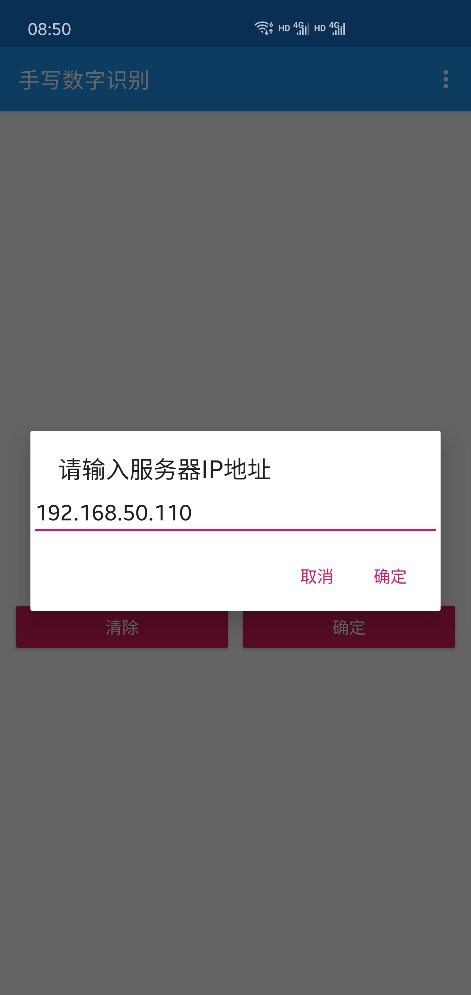 08:50
6 HD 4G HD 4G
手写数字识别
请输入服务器IP地址
192.168.50.110
取消 确定
清除 确定